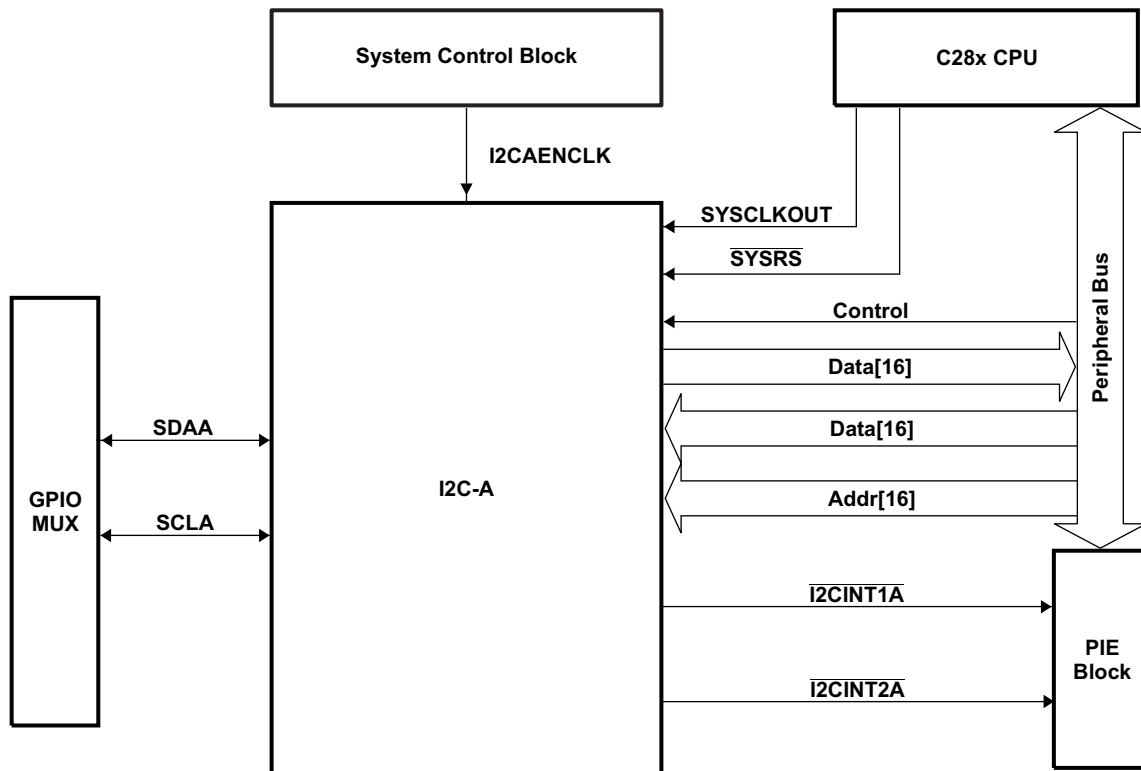 System Control Block
C28x CPU
I2CAENCLK
SYSCLKOUT
SYSRS
Control
Data[16]
Data[16]
Addr[16]
Peripheral Bus
SDAA
SCLA
GPIO
MUX
I2C-A
I2CINT1A
I2CINT2A
PIE
Block